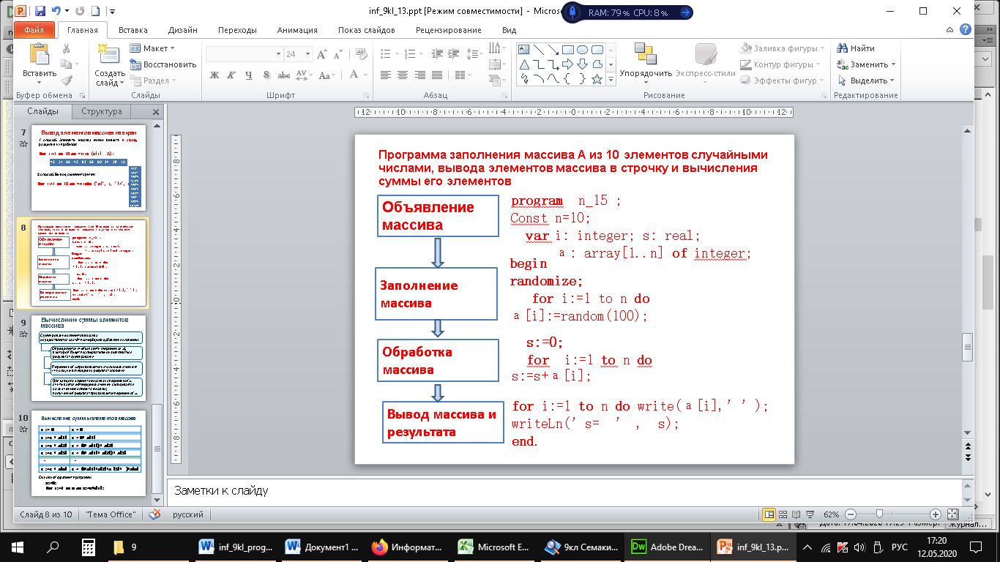 inf_9kl_13.ppt [Режим совместимости] - Micros
RAM: 79% CPU: 8%
Файл Главная Вставка Дизайн Переходы Анимация Показ слайдов Рецензирование Вид
Вставить
Буфер обмена
Создать слайд
Макет
Восстановить
Раздел
Слайды
24
Ж К Ч S abc AV Aa А
Шрифт
Абзац
Упорядочить
Экспресс-стили
Заливка фигуры
Контур фигуры
Эффекты фигур
Рисование
Найти
Заменить
Выделить
Редактирование
Слайды Структура
7
Вывод элементов массива на экран
8
9
Вычисление суммы элементов
массива
10
Вычисление суммы элементов массива
Программа заполнения массива А из 10 элементов случайными
числами, вывода элементов массива в строчку и вычисления
суммы его элементов
Объявление
массива
program n_15 ;
Const n=10;
var i: integer; s: real;
a: array[1..n] of integer;
begin
Заполнение
массива
randomize;
for i:=1 to n do
a[i]:=random(100);
Обработка
массива
s:=0;
for i:=1 to n do
s:=s+a[i];
Вывод массива и
результата
for i:=1 to n do write(a[i],' ');
writeLn(' s= ' , s);
end.
Заметки к слайду
Слайд 8 из 10 "Тема Office" русский 62%
9 inf_9kl_prog... Документ1 ... Информат... Microsoft E... 9кл Семаки... Adobe Drea... inf_9kl_13.p... РУС
17:20
12.05.2020